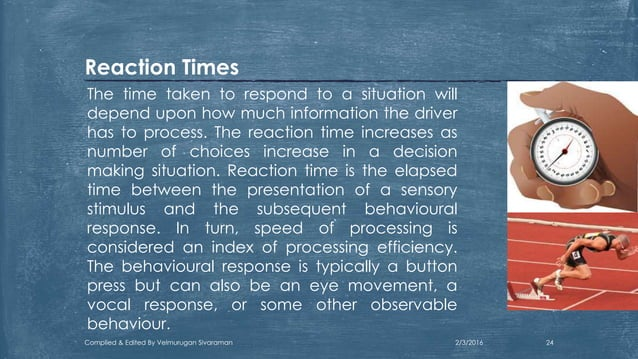 Reaction Times
The time taken to respond to a situation will
depend upon how much information the driver
has to process. The reaction time increases as
number of choices increase in a decision
making situation. Reaction time is the elapsed
time between the presentation of a sensory
stimulus and the subsequent behavioural
response. In turn, speed of processing is
considered an index of processing efficiency.
The behavioural response is typically a button
press but can also be an eye movement, a
vocal response, or some other observable
behaviour.
Complied & Edited By Velmurugan Sivaraman 2/3/2016 24